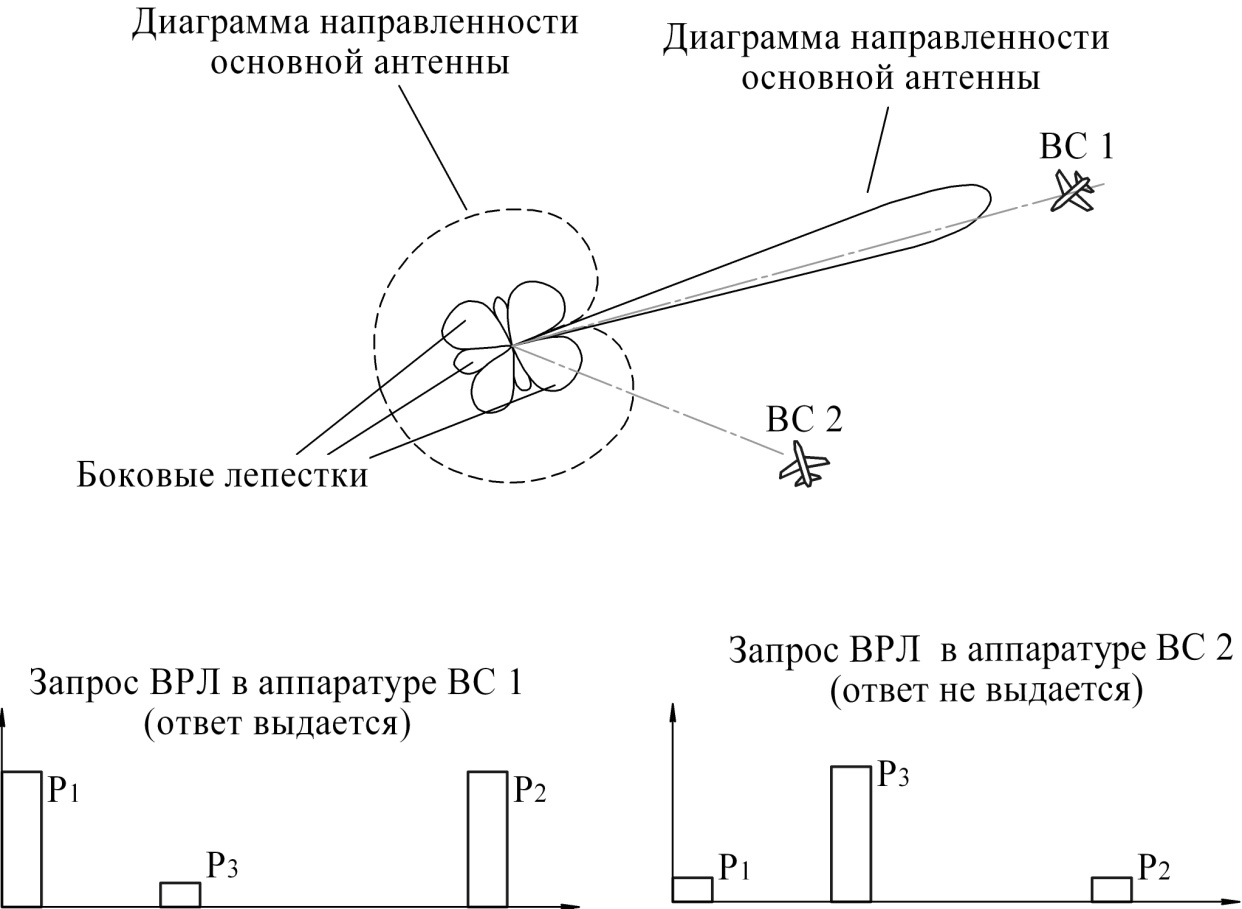 Диаграмма направленности
основной антенны
Диаграмма направленности
основной антенны
ВС 1
ВС 2
Боковые лепестки
Запрос ВРЛ в аппаратуре ВС 1
(ответ выдается)
P1
P3
P2
Запрос ВРЛ в аппаратуре ВС 2
(ответ не выдается)
P1
P3
P2